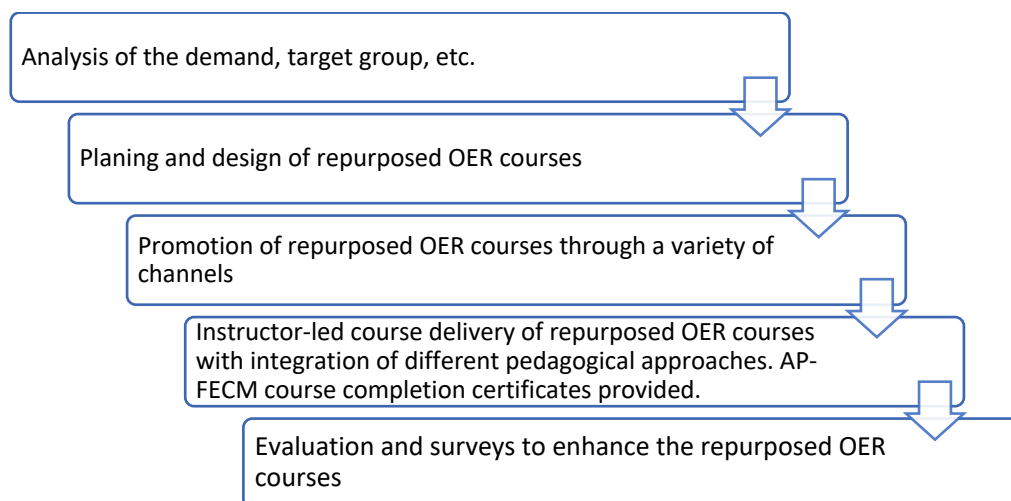 Analysis of the demand, target group, etc.
Planing and design of repurposed OER courses
Promotion of repurposed OER courses through a variety of
channels
Instructor-led course delivery of repurposed OER courses
with integration of different pedagogical approaches. AP-
FECM course completion certificates provided.
Evaluation and surveys to enhance the repurposed OER
courses